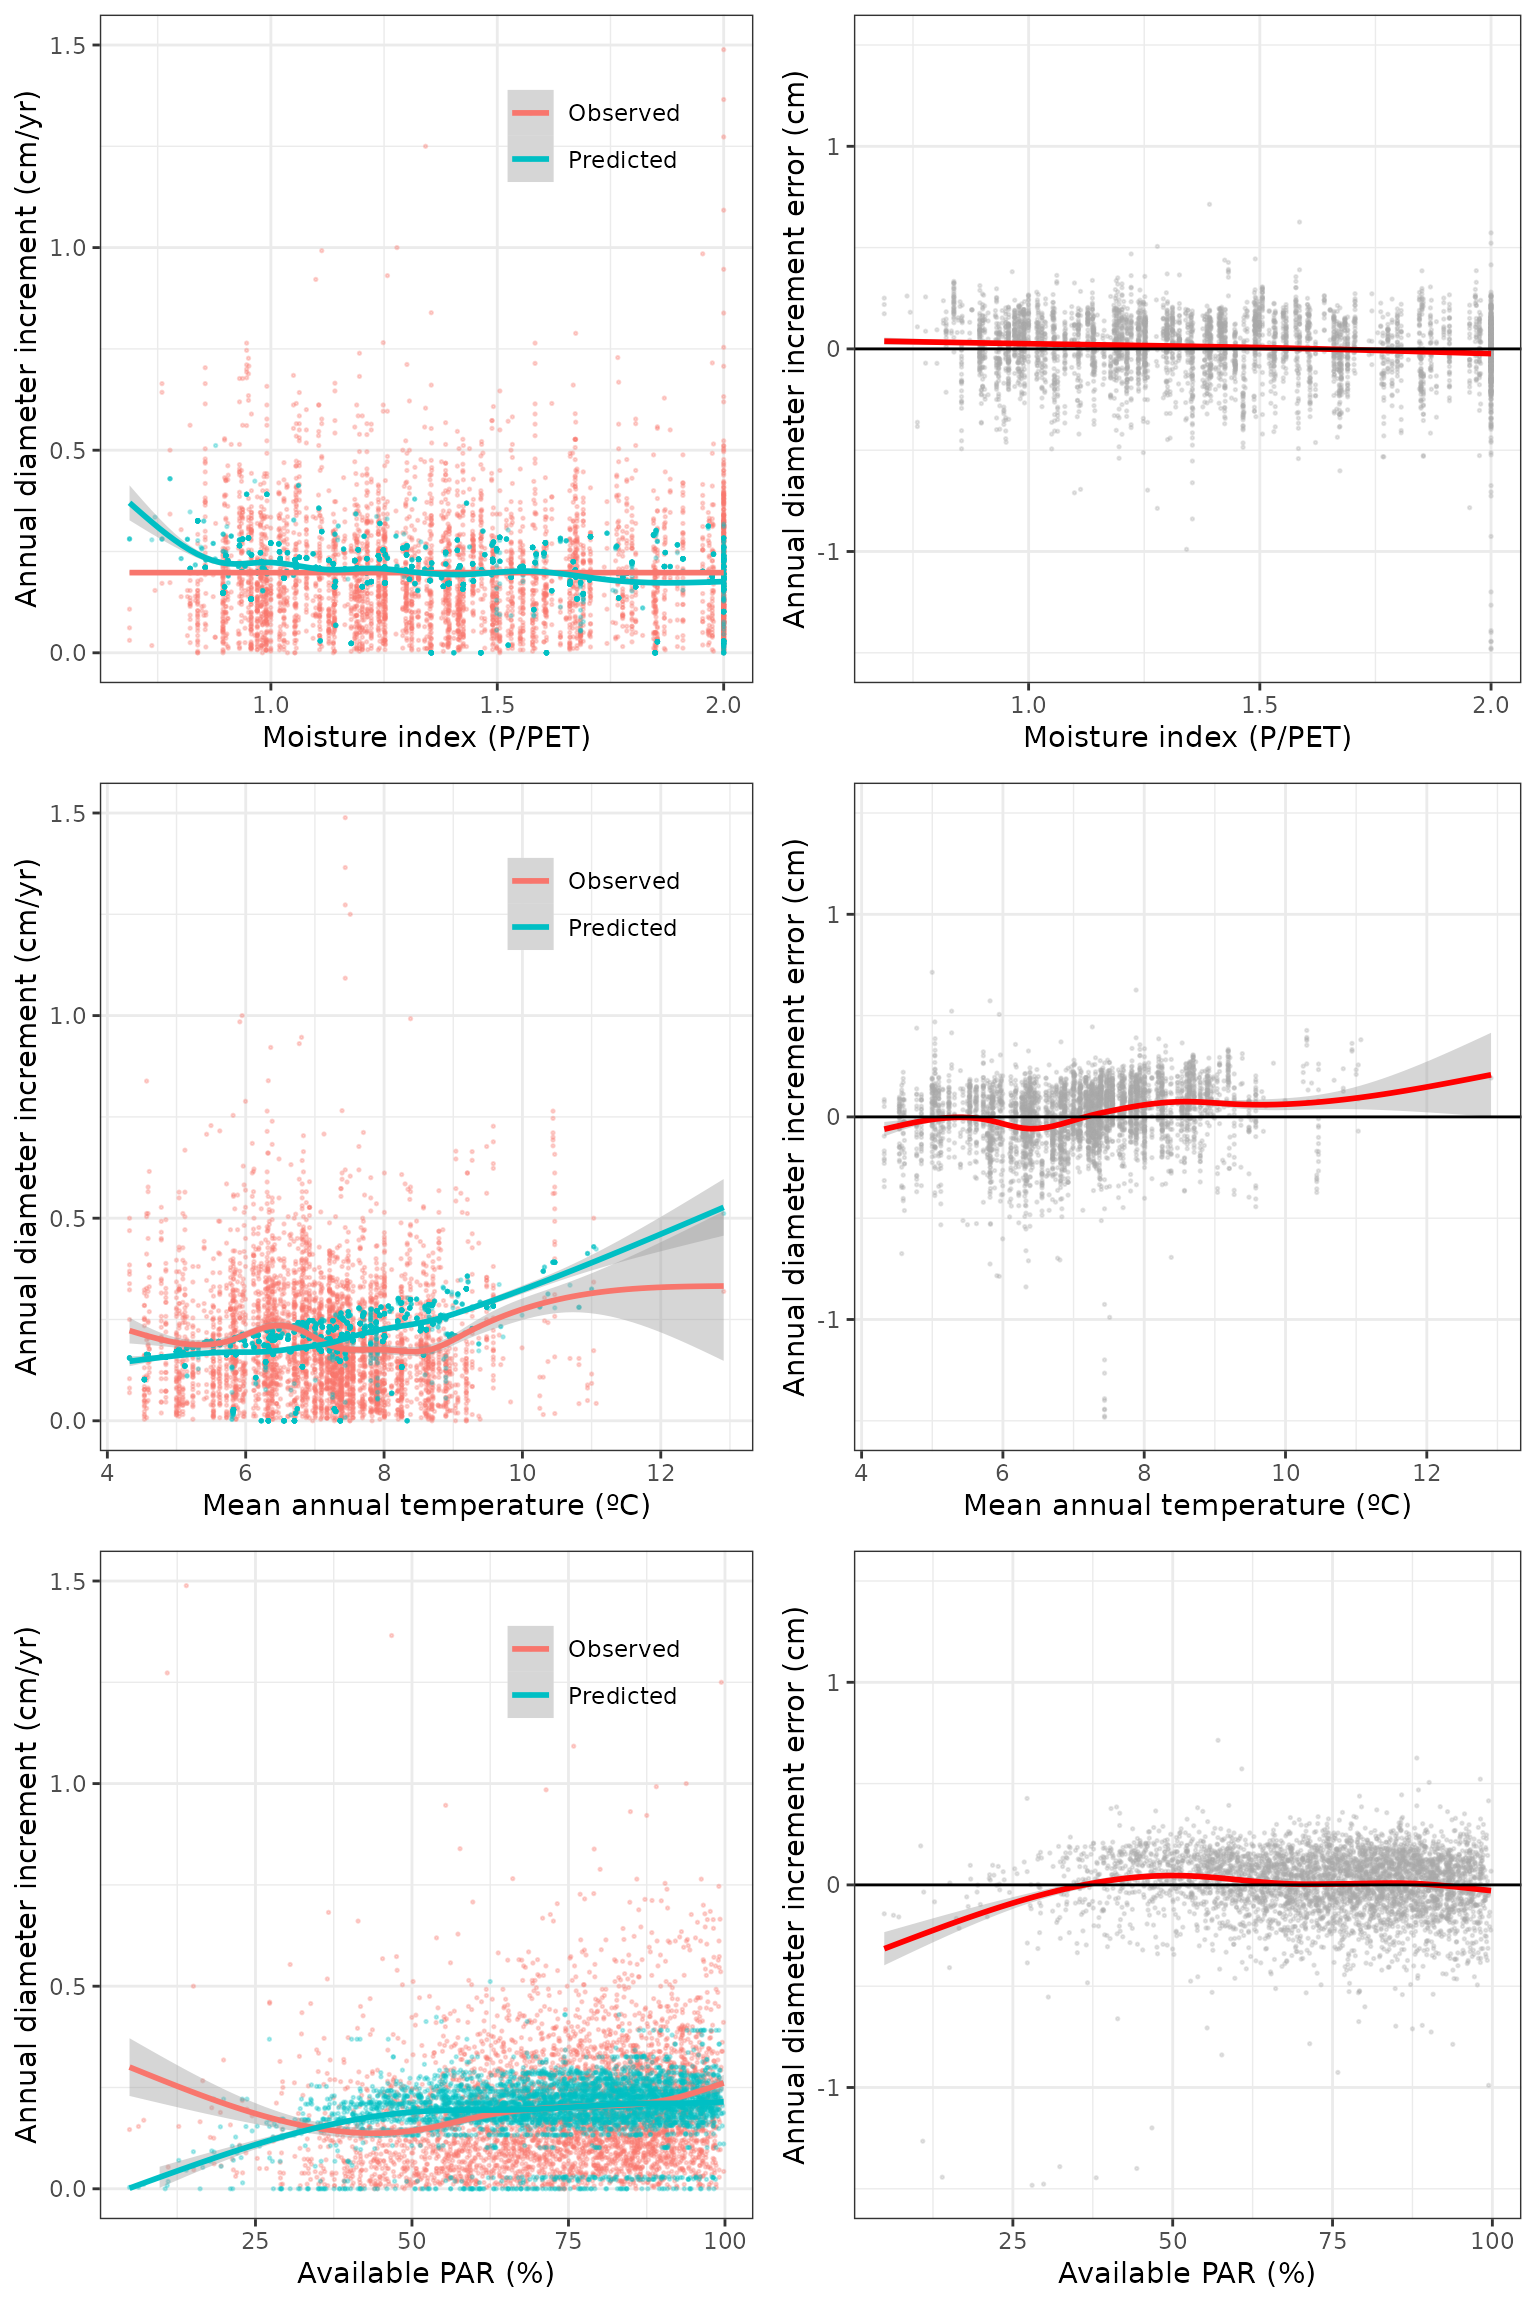 Annual diameter increment (cm/yr)
1.5
1.0
0.5
0.0
Observed
Predicted
1.0 1.5 2.0
Moisture index (P/PET)
Annual diameter increment error (cm)
1
0
-1
1.0 1.5 2.0
Moisture index (P/PET)
Annual diameter increment (cm/yr)
1.5
1.0
0.5
0.0
Observed
Predicted
4 6 8 10 12
Mean annual temperature (ºC)
Annual diameter increment error (cm)
1
0
-1
4 6 8 10 12
Mean annual temperature (ºC)
Annual diameter increment (cm/yr)
1.5
1.0
0.5
0.0
Observed
Predicted
25 50 75 100
Available PAR (%)
Annual diameter increment error (cm)
1
0
-1
25 50 75 100
Available PAR (%)